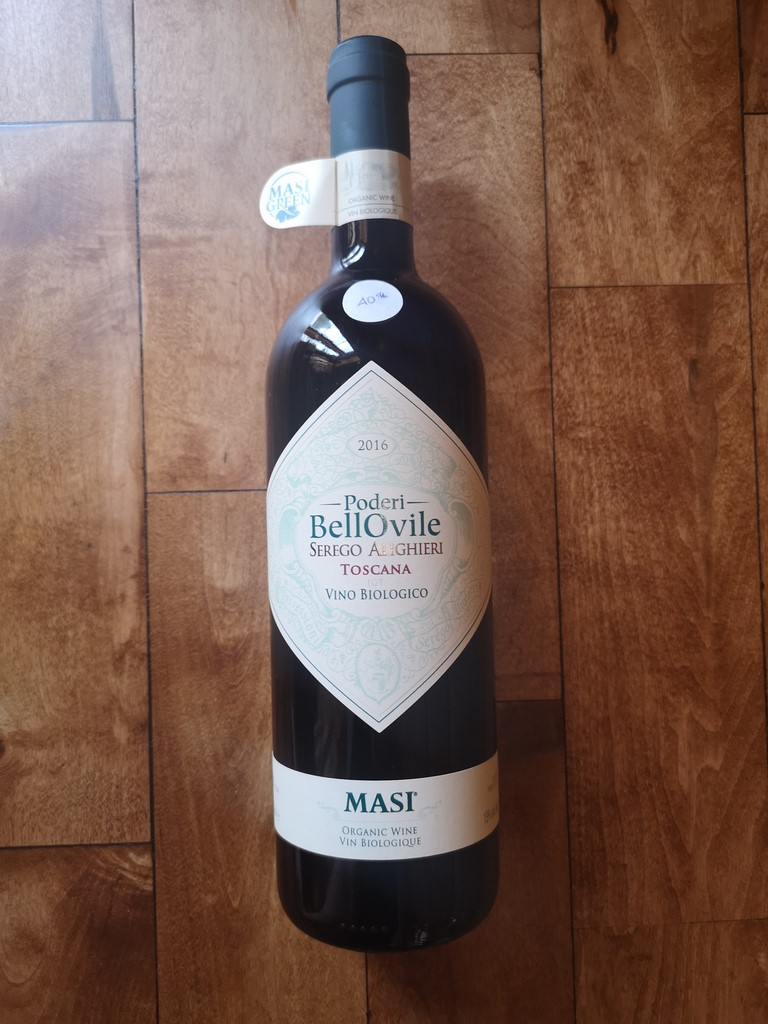 MASI
GREEN
ORGANIC WINE
VIN BIOLOGIQUE
2016
Poderi
BellOvile
SEREGO ALIGHIERI
TOSCANA
IGT
VINO BIOLOGICO
MASI®
ORGANIC WINE
VIN BIOLOGIQUE